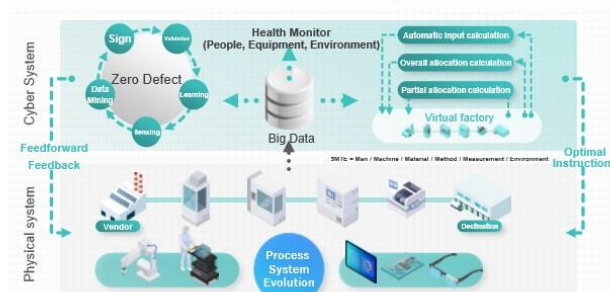 Cyber System
Sign
Validation
Learning
Sensing
Data
Mining
Zero Defect
Health Monitor
(People, Equipment, Environment)
Big Data
Automatic input calculation
Overall allocation calculation
Partial allocation calculation
Virtual factory
Feedforward
Feedback
Optimal
Instruction
5M1E = Man / Machine / Material / Method / Measurement / Environment
Physical system
Vendor
Declination
Process
System
Evolution